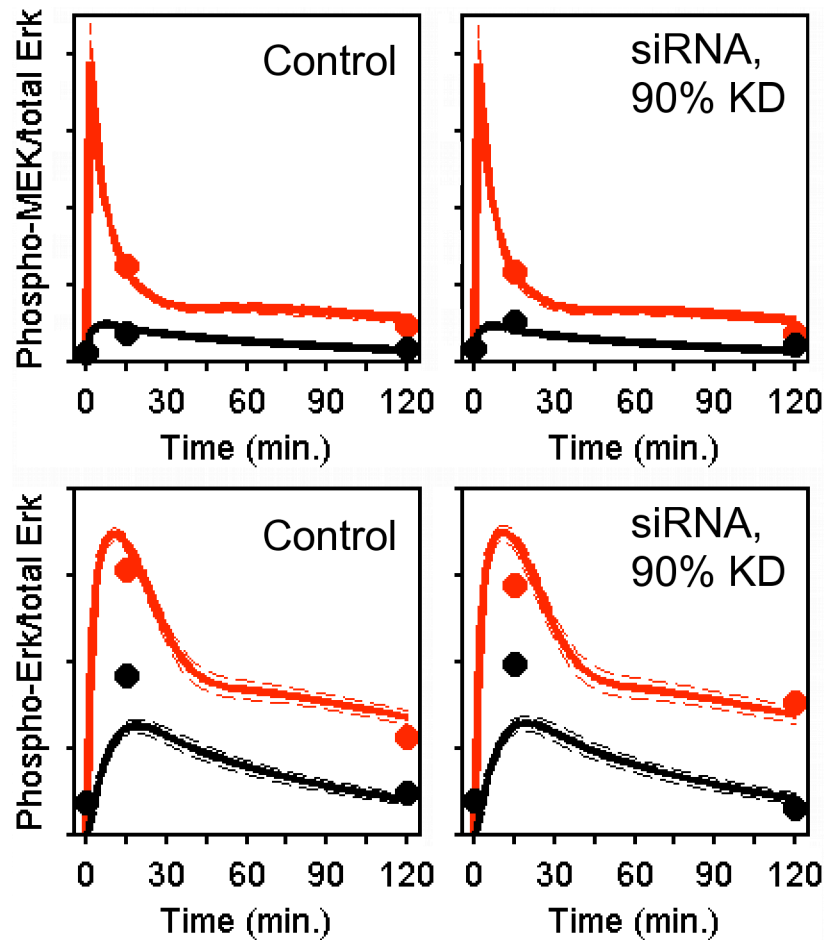 Phospho-MEK/total Erk
Control
0 30 60 90 120
Time (min.)
siRNA,
90% KD
0 30 60 90 120
Time (min.)
Phospho-Erk/total Erk
Control
0 30 60 90 120
Time (min.)
siRNA,
90% KD
0 30 60 90 120
Time (min.)